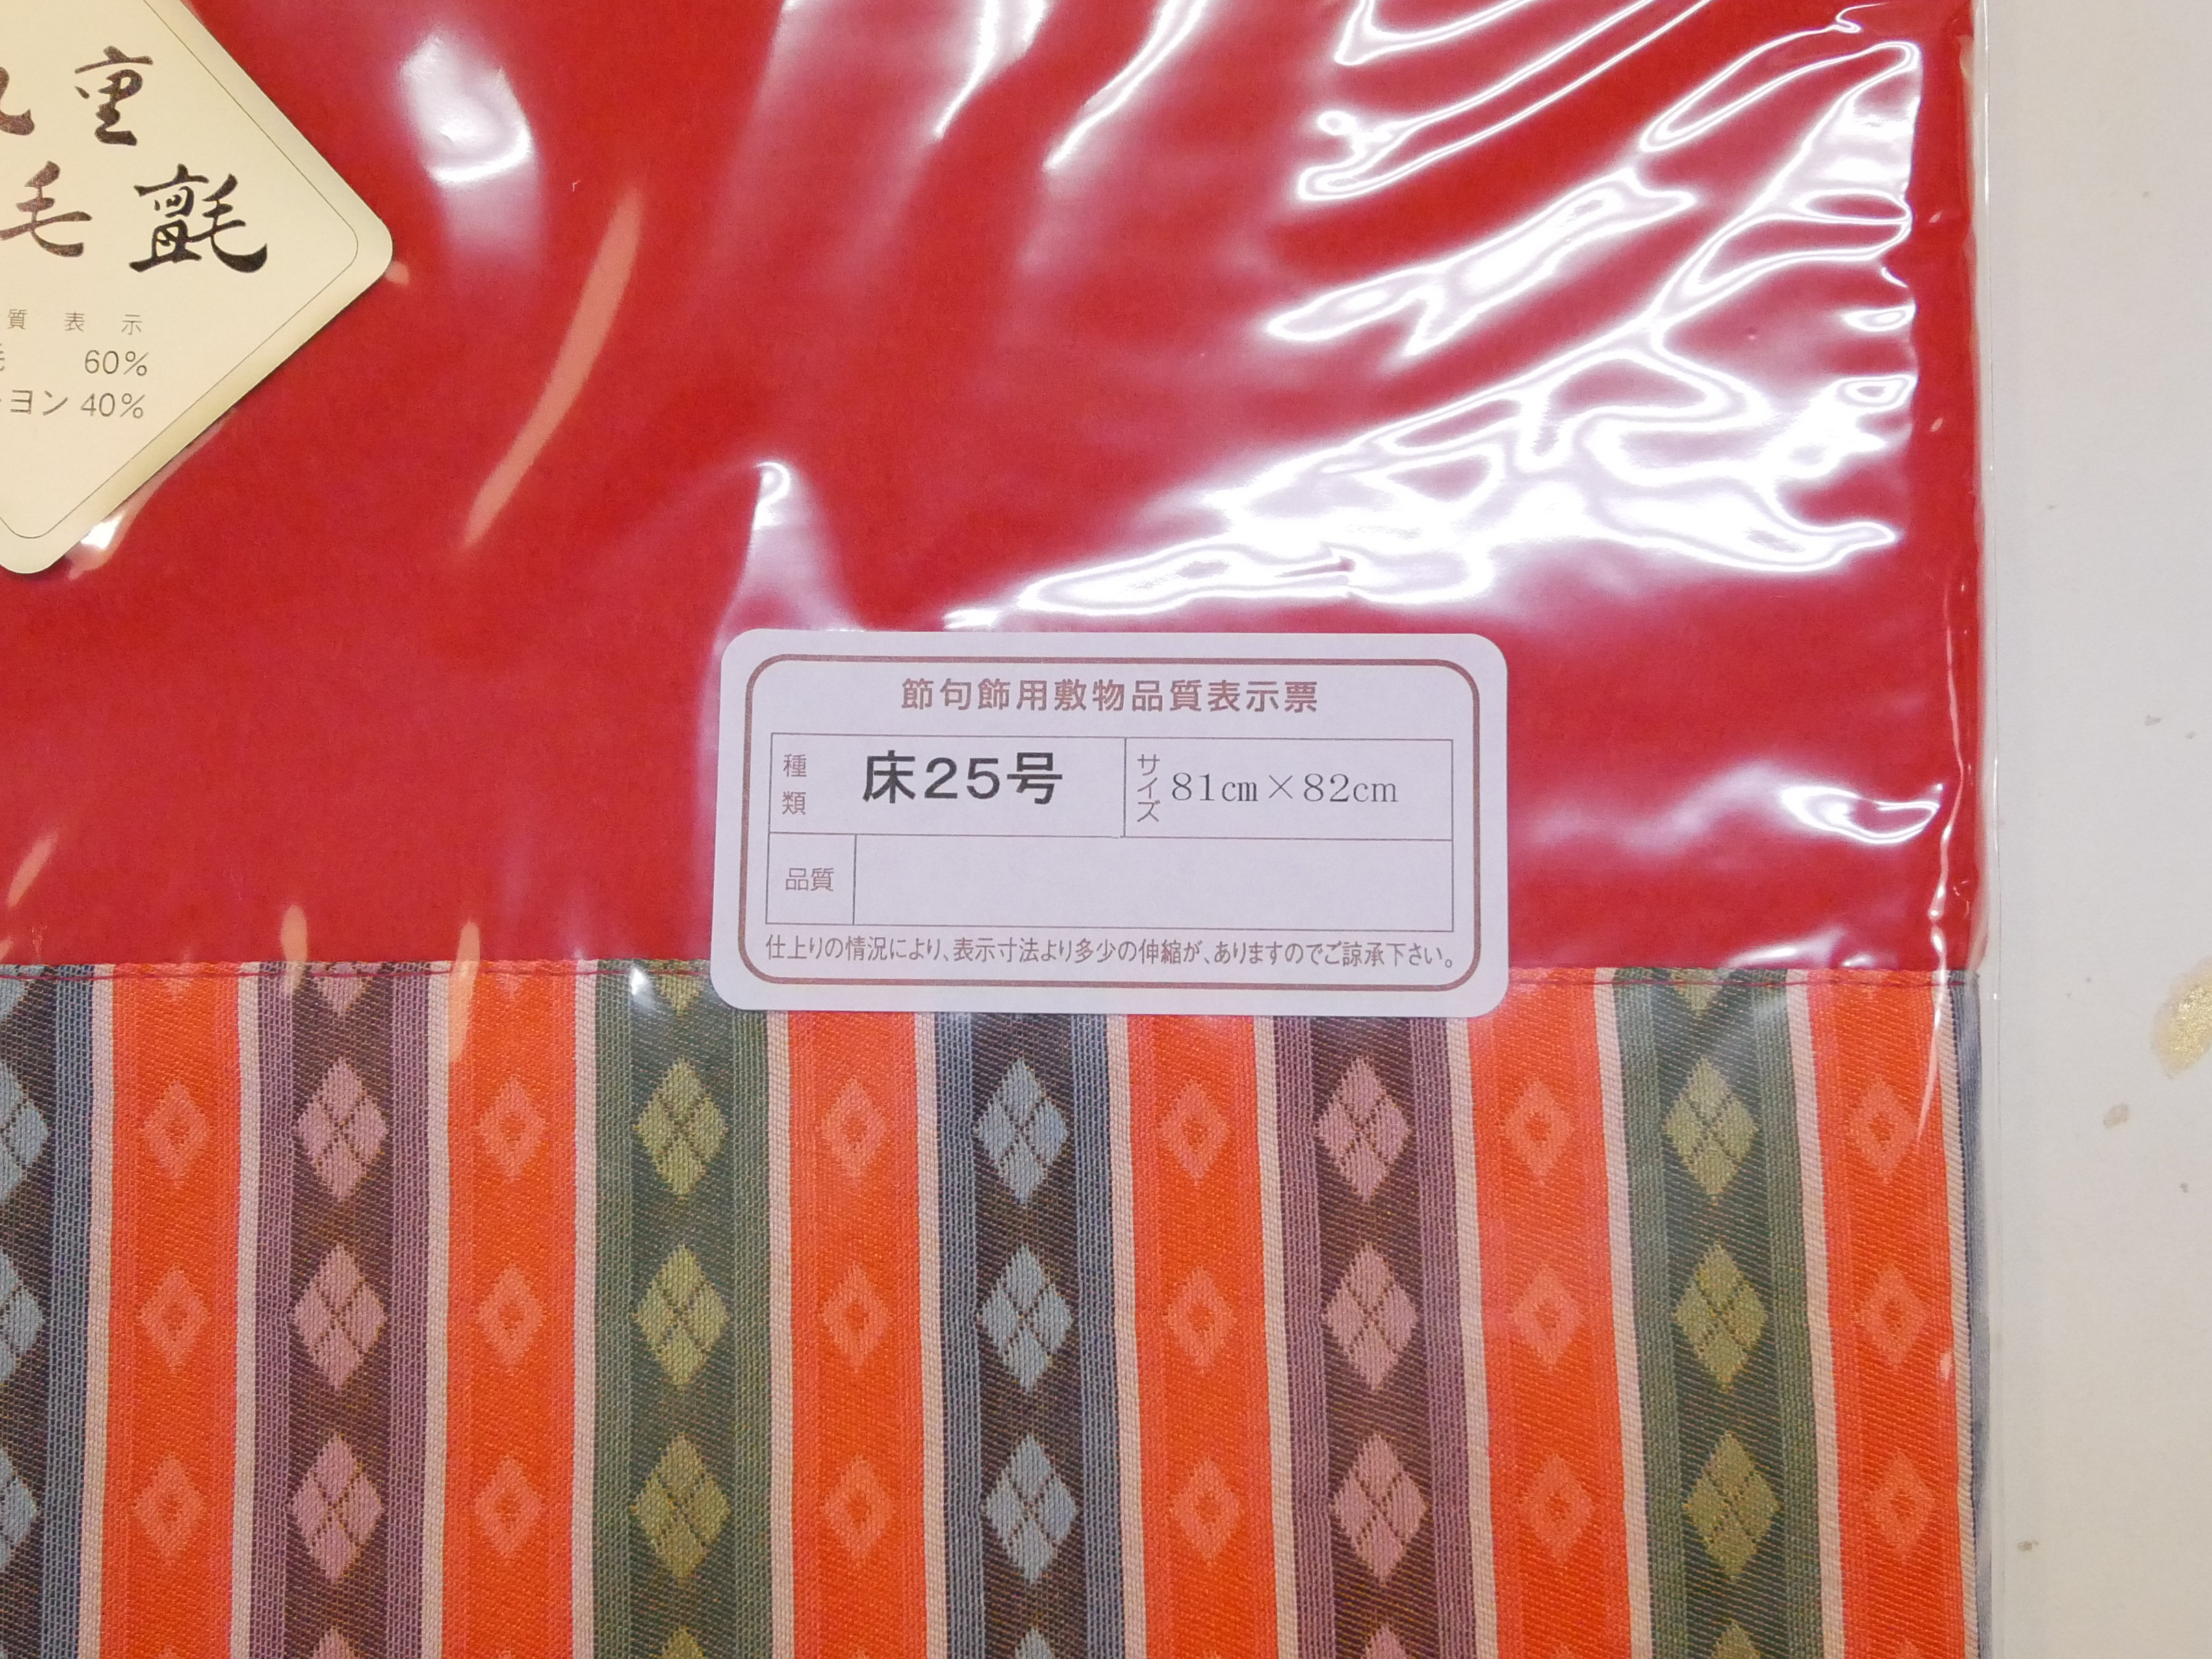 重
毛氈
質表示
60%
ヨン 40%
節句飾用敷物品質表示票
種類 床25号 サイズ 81cm×82cm
品質
仕上りの情況により、表示寸法より多少の伸縮が、ありますのでご諒承下さい。